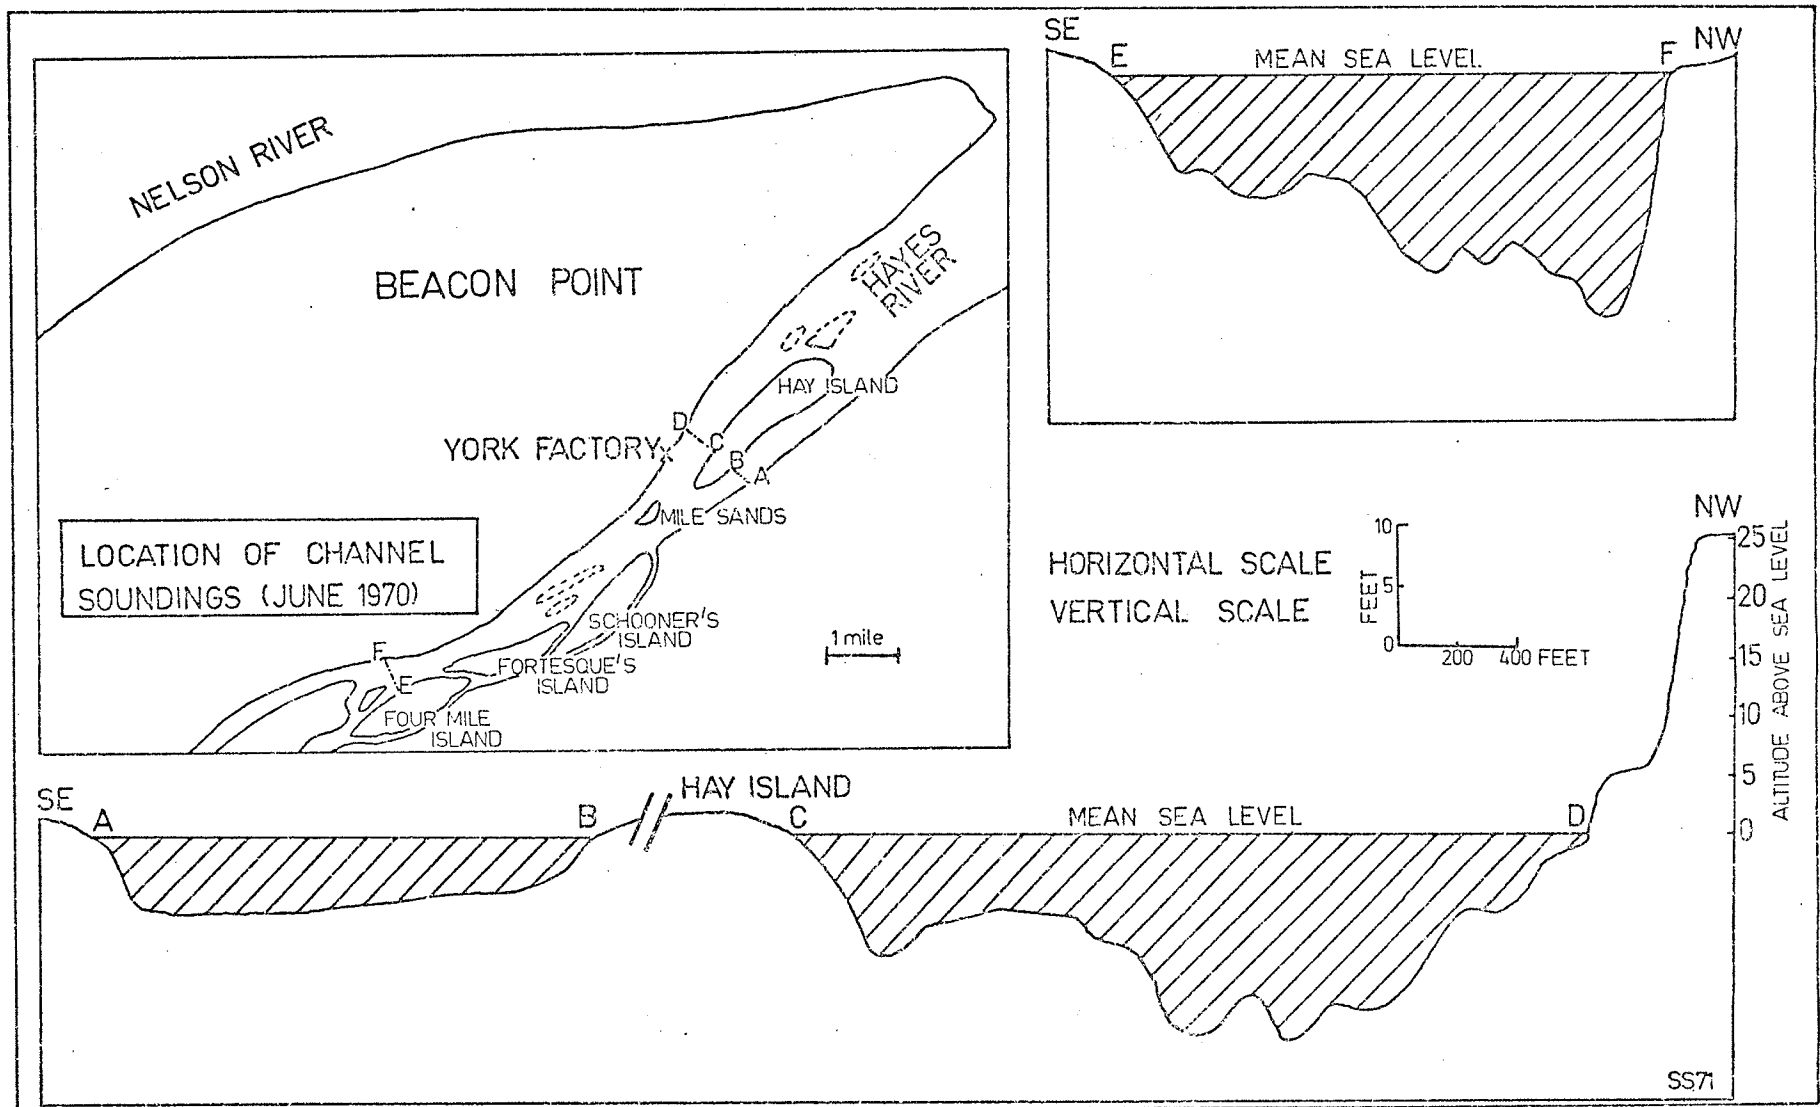 NELSON RIVER
BEACON POINT
HAYES
RIVER
HAY ISLAND
D
C
B
A
YORK FACTORY
MILE SANDS
LOCATION OF CHANNEL
SOUNDINGS (JUNE 1970)
SCHOONER'S
ISLAND
1 mile
F
E
FORTESQUE'S
ISLAND
FOUR MILE
ISLAND
SE
E
MEAN SEA LEVEL.
F
NW
HORIZONTAL SCALE
VERTICAL SCALE
FEET
10
5
0
200
400 FEET
NW
25
20
15
10
5
0
ALTITUDE ABOVE SEA LEVEL
SE
A
B
HAY ISLAND
C
MEAN SEA LEVEL
D
SS71